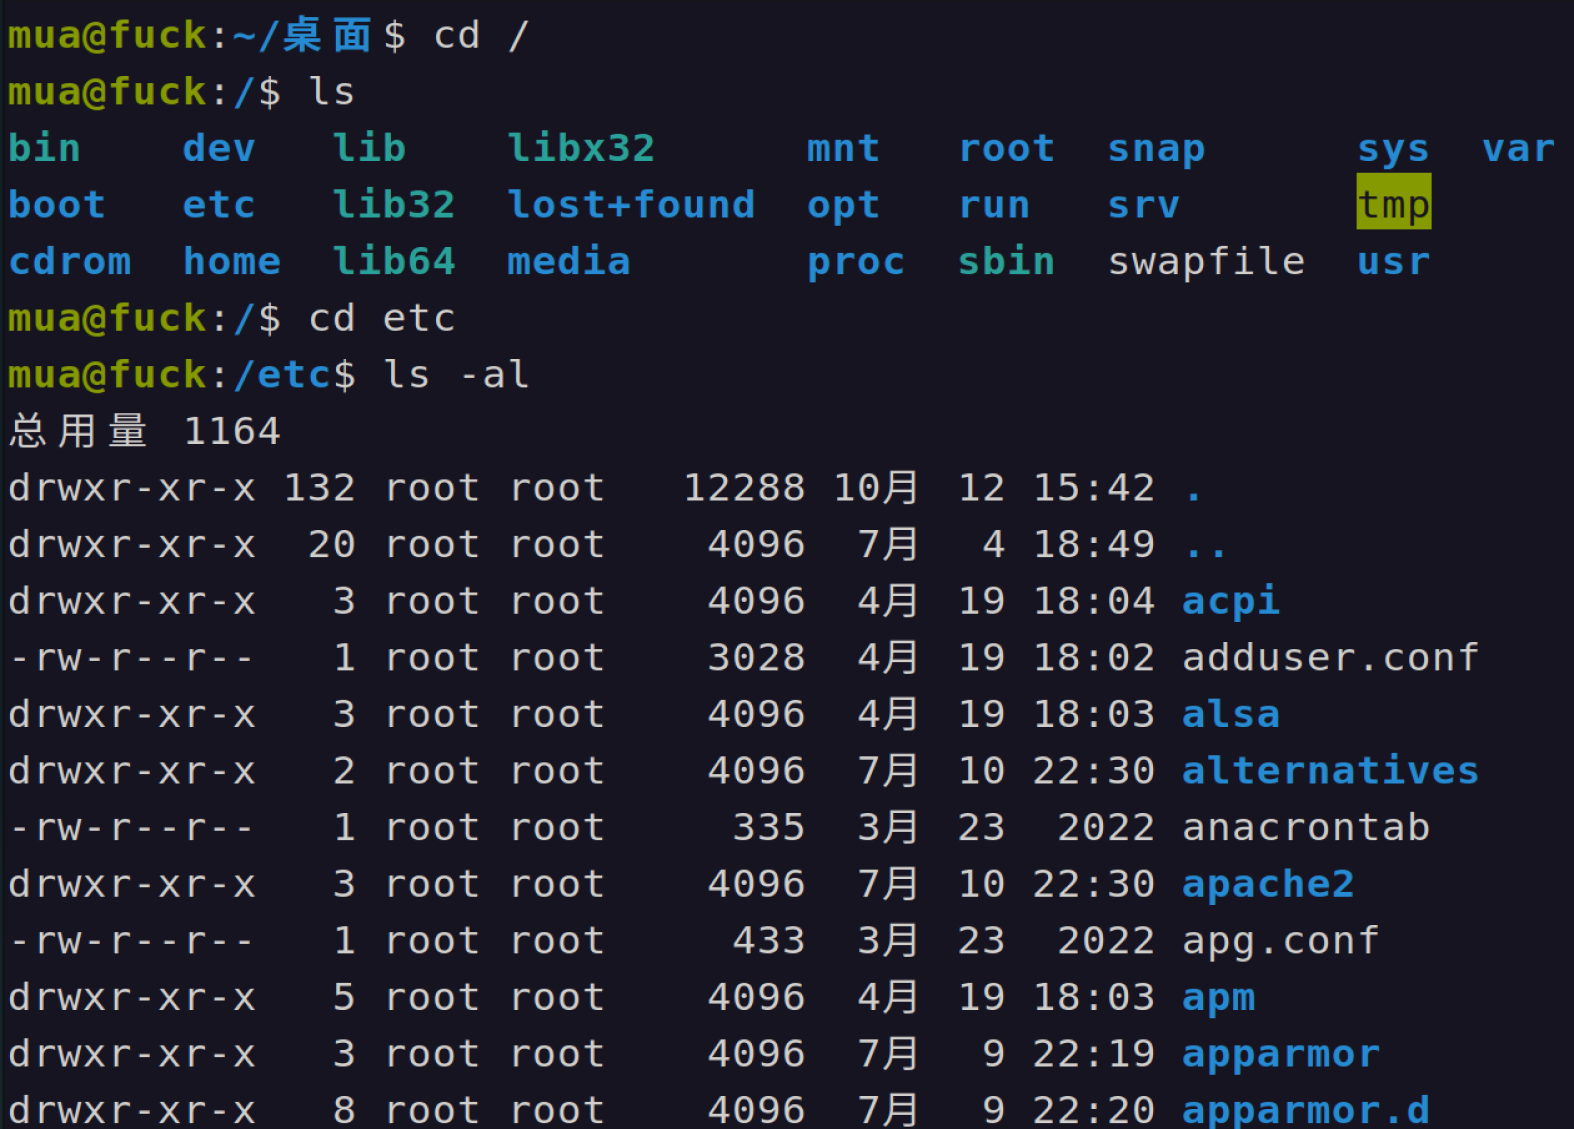 mua@fuck:~/桌面$ cd /
mua@fuck:/$ ls
bin   dev   lib    libx32      mnt   root  snap      sys  var
boot  etc   lib32  lost+found  opt   run   srv       tmp
cdrom  home  lib64  media       proc  sbin  swapfile  usr
mua@fuck:/$ cd etc
mua@fuck:/etc$ ls -al
总用量 1164
drwxr-xr-x 132 root root   12288 10月  12 15:42 .
drwxr-xr-x  20 root root    4096  7月   4 18:49 ..
drwxr-xr-x   3 root root    4096  4月  19 18:04 acpi
-rw-r--r--   1 root root    3028  4月  19 18:02 adduser.conf
drwxr-xr-x   3 root root    4096  4月  19 18:03 alsa
drwxr-xr-x   2 root root    4096  7月  10 22:30 alternatives
-rw-r--r--   1 root root     335  3月  23  2022 anacrontab
drwxr-xr-x   3 root root    4096  7月  10 22:30 apache2
-rw-r--r--   1 root root     433  3月  23  2022 apg.conf
drwxr-xr-x   5 root root    4096  4月  19 18:03 apm
drwxr-xr-x   3 root root    4096  7月   9 22:19 apparmor
drwxr-xr-x   8 root root    4096  7月   9 22:20 apparmor.d